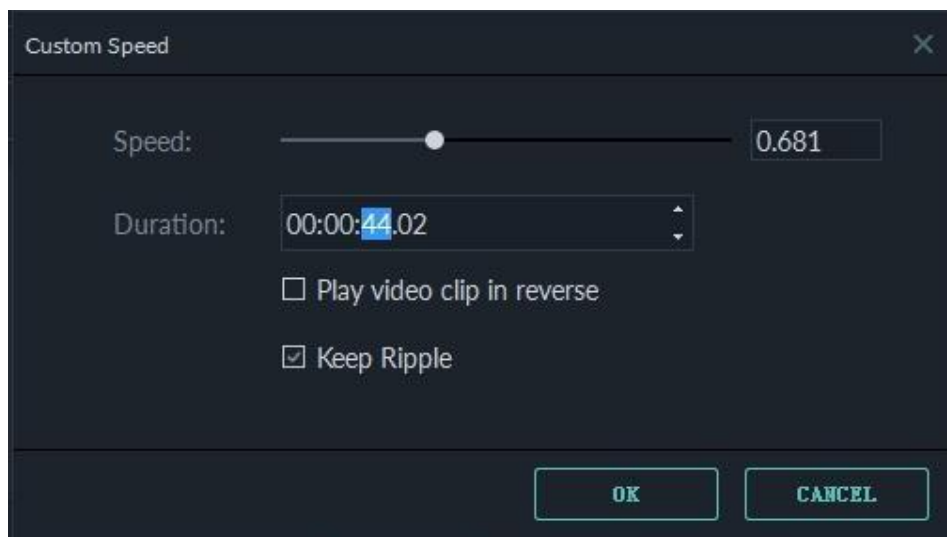 Custom Speed
Speed: 0.681
Duration: 00:00:44.02
Play video clip in reverse
Keep Ripple
OK CANCEL